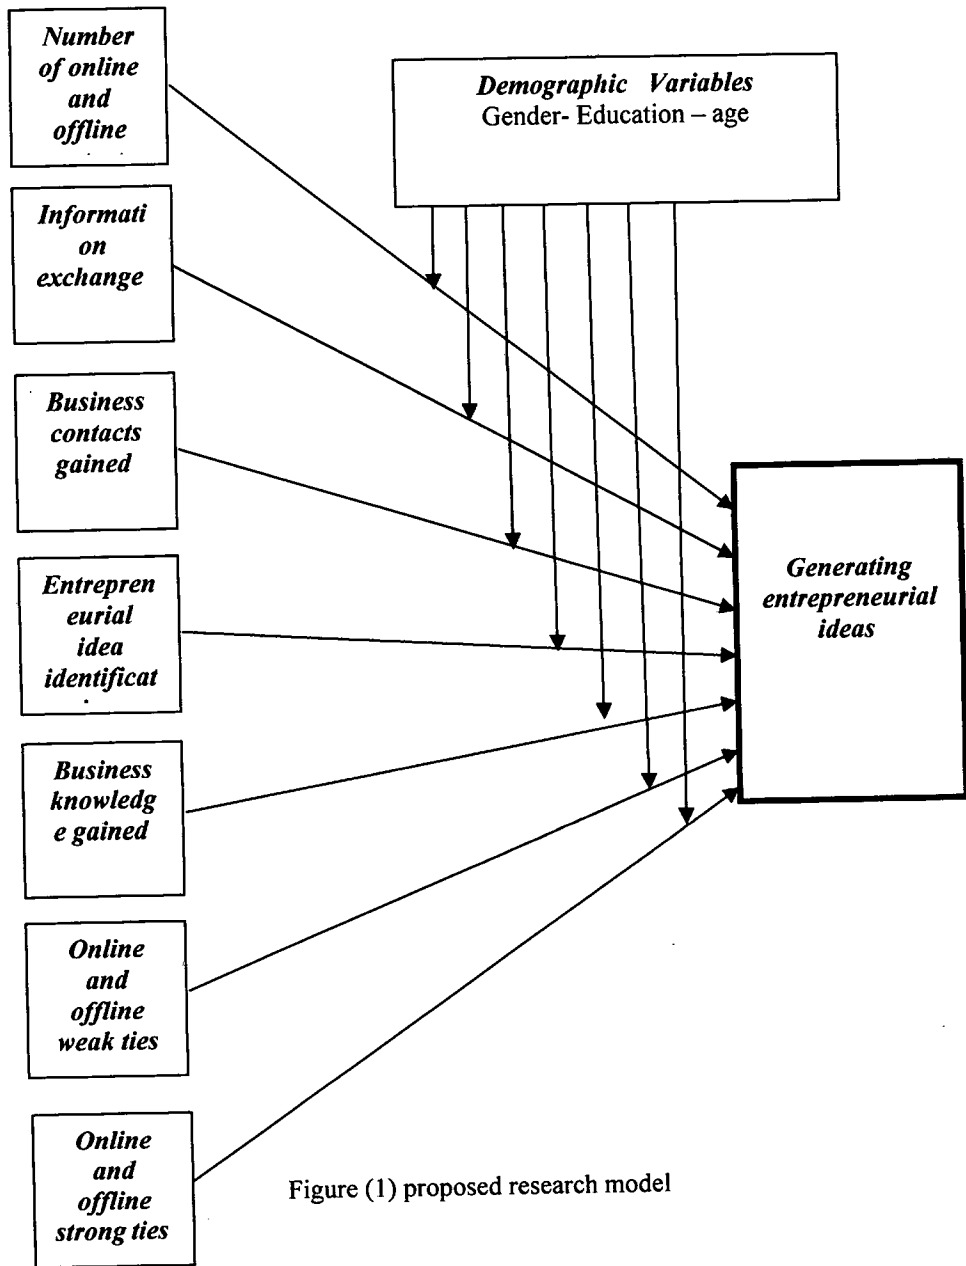 Number
of online
and
offline
Demographic Variables
Gender- Education – age
Informati
on
exchange
Business
contacts
gained
Entrepren
eurial
idea
identificat
Generating
entrepreneurial
ideas
Business
knowledg
e gained
Online
and
offline
weak ties
Online
and
offline
strong ties
Figure (1) proposed research model